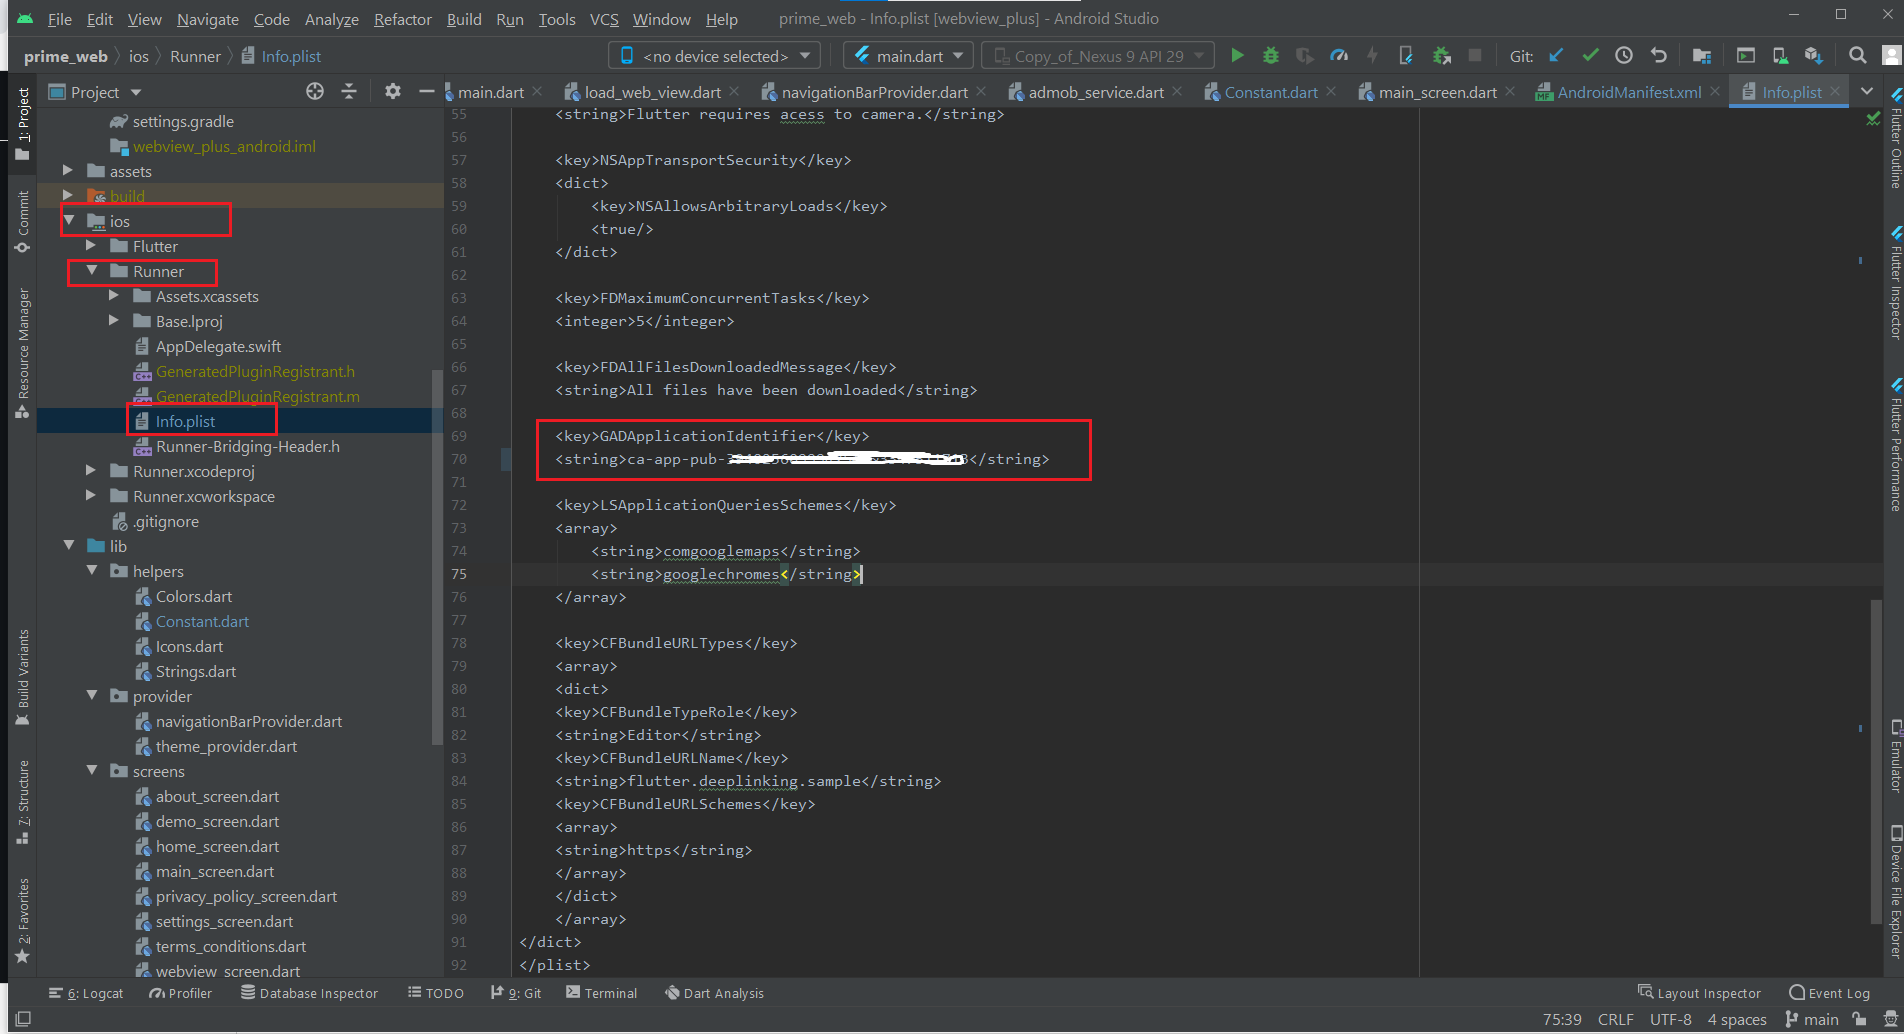 File Edit View Navigate Code Analyze Refactor Build Run Tools VCS Window Help prime_web - Info.plist [webview_plus] - Android Studio
prime_web ios Runner Info.plist <no device selected> main.dart Copy_of_Nexus 9 API 29 Git:
Project main.dart load_web_view.dart navigationBarProvider.dart admob_service.dart Constant.dart main_screen.dart AndroidManifest.xml Info.plist
1: Project
Commit
Resource Manager
Build Variants
7: Structure
2: Favorites
settings.gradle
webview_plus_android.iml
assets
build
ios
Flutter
Runner
Assets.xcassets
Base.lproj
AppDelegate.swift
GeneratedPluginRegistrant.h
GeneratedPluginRegistrant.m
Info.plist
Runner-Bridging-Header.h
Runner.xcodeproj
Runner.xcworkspace
.gitignore
lib
helpers
Colors.dart
Constant.dart
Icons.dart
Strings.dart
provider
navigationBarProvider.dart
theme_provider.dart
screens
about_screen.dart
demo_screen.dart
home_screen.dart
main_screen.dart
privacy_policy_screen.dart
settings_screen.dart
terms_conditions.dart
webview_screen.dart
55 <string>Flutter requires acess to camera.</string>
56
57 <key>NSAppTransportSecurity</key>
58 <dict>
59 <key>NSAllowsArbitraryLoads</key>
60 <true/>
61 </dict>
62
63 <key>FDMaximumConcurrentTasks</key>
64 <integer>5</integer>
65
66 <key>FDAllFilesDownloadedMessage</key>
67 <string>All files have been downloaded</string>
68
69 <key>GADApplicationIdentifier</key>
70 <string>ca-app-pub-</string>
71
72 <key>LSApplicationQueriesSchemes</key>
73 <array>
74 <string>comgooglemaps</string>
75 <string>googlechromes</string>
76 </array>
77
78 <key>CFBundleURLTypes</key>
79 <array>
80 <dict>
81 <key>CFBundleTypeRole</key>
82 <string>Editor</string>
83 <key>CFBundleURLName</key>
84 <string>flutter.deeplinking.sample</string>
85 <key>CFBundleURLSchemes</key>
86 <array>
87 <string>https</string>
88 </array>
89 </dict>
90 </array>
91 </dict>
92 </plist>
Flutter Outline
Flutter Inspector
Flutter Performance
Emulator
Device File Explorer
6: Logcat Profiler Database Inspector TODO 9: Git Terminal Dart Analysis Layout Inspector Event Log
75:39 CRLF UTF-8 4 spaces main